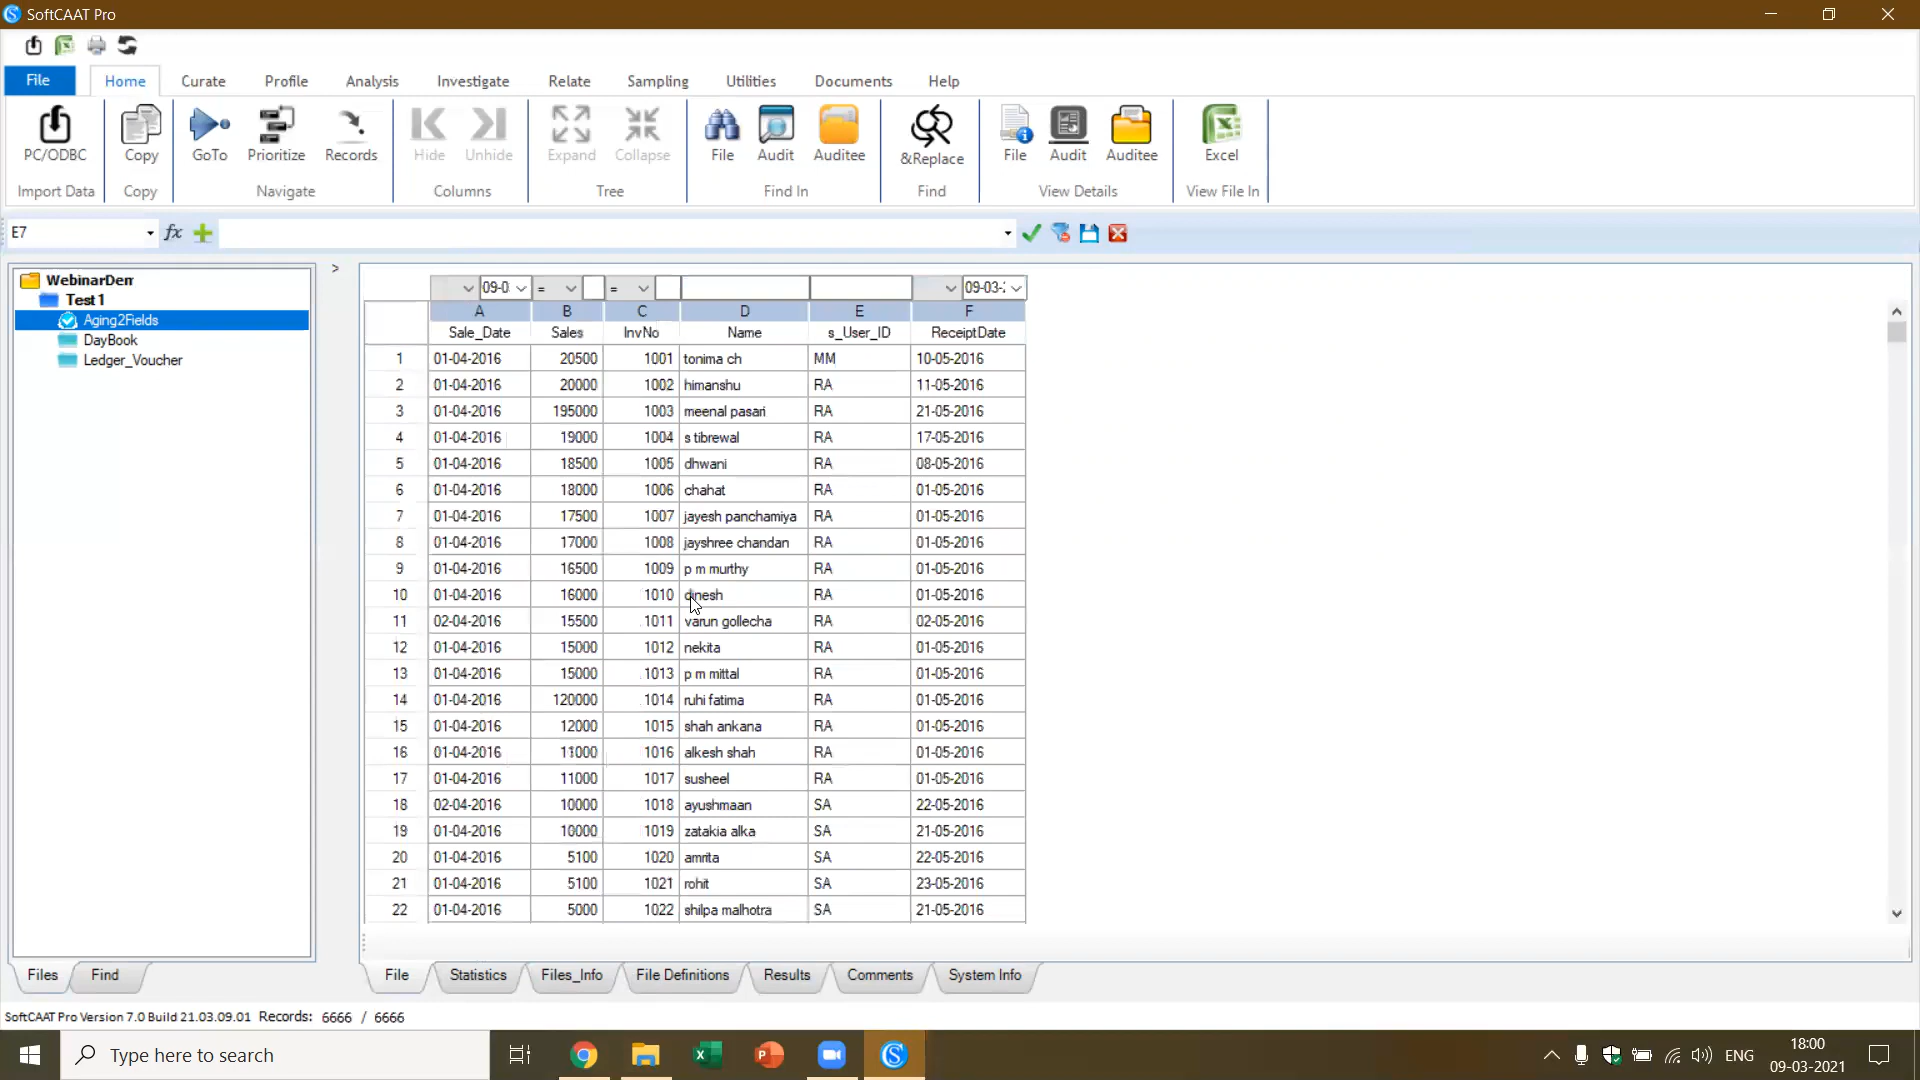 SoftCAAT Pro
File Home Curate Profile Analysis Investigate Relate Sampling Utilities Documents Help
PC/ODBC Copy GoTo Prioritize Records Hide Unhide Expand Collapse File Audit Auditee &Replace File Audit Auditee Excel
Import Data Copy Navigate Columns Tree Find In Find View Details View File In
E7 fx
WebinarDem
Test1
Aging2Fields
DayBook
Ledger_Voucher
>
09-0 = = 09-03-
A B C D E F
Sale_Date Sales InvNo Name s_User_ID ReceiptDate
1 01-04-2016 20500 1001 tonima ch MM 10-05-2016
2 01-04-2016 20000 1002 himanshu RA 11-05-2016
3 01-04-2016 195000 1003 meenal pasari RA 21-05-2016
4 01-04-2016 19000 1004 s tibrewal RA 17-05-2016
5 01-04-2016 18500 1005 dhwani RA 08-05-2016
6 01-04-2016 18000 1006 chahat RA 01-05-2016
7 01-04-2016 17500 1007 jayesh panchamiya RA 01-05-2016
8 01-04-2016 17000 1008 jayshree chandan RA 01-05-2016
9 01-04-2016 16500 1009 p m murthy RA 01-05-2016
10 01-04-2016 16000 1010 dinesh RA 01-05-2016
11 02-04-2016 15500 1011 varun gollecha RA 02-05-2016
12 01-04-2016 15000 1012 nekita RA 01-05-2016
13 01-04-2016 15000 1013 p m mittal RA 01-05-2016
14 01-04-2016 120000 1014 ruhi fatima RA 01-05-2016
15 01-04-2016 12000 1015 shah ankana RA 01-05-2016
16 01-04-2016 11000 1016 alkesh shah RA 01-05-2016
17 01-04-2016 11000 1017 susheel RA 01-05-2016
18 02-04-2016 10000 1018 ayushmaan SA 22-05-2016
19 01-04-2016 10000 1019 zatakia alka SA 21-05-2016
20 01-04-2016 5100 1020 amrita SA 22-05-2016
21 01-04-2016 5100 1021 rohit SA 23-05-2016
22 01-04-2016 5000 1022 shilpa malhotra SA 21-05-2016
Files Find File Statistics Files_Info File Definitions Results Comments System Info
SoftCAAT Pro Version 7.0 Build 21.03.09.01 Records: 6666 / 6666
Type here to search ENG 18:00
09-03-2021